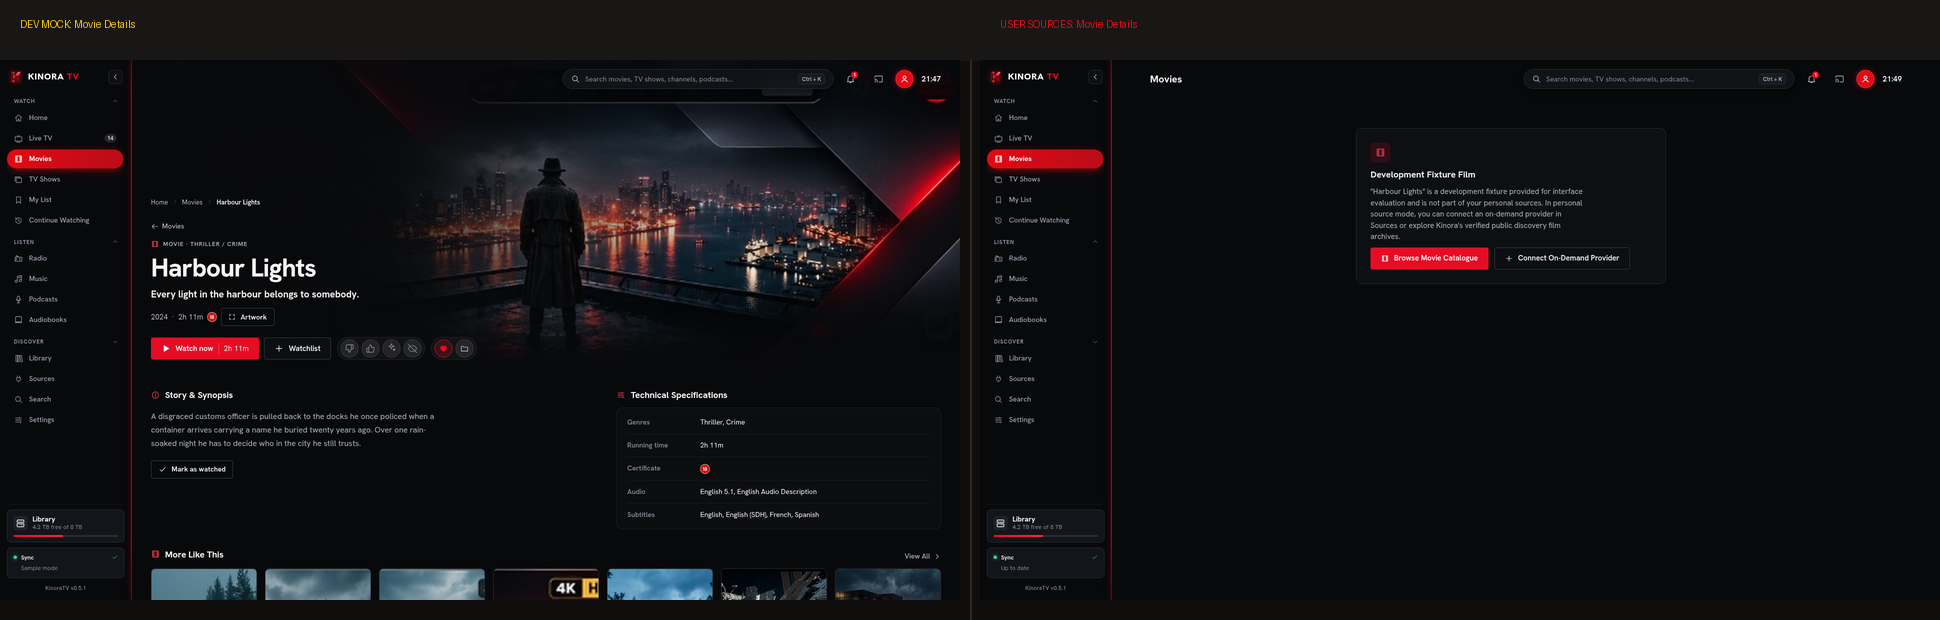 DEV MOCK: Movie Details
KINORA TV
WATCH
Home
Live TV
14
Movies
TV Shows
My List
Continue Watching
LISTEN
Radio
Music
Podcasts
Audiobooks
DISCOVER
Library
Sources
Search
Settings
Library
4.2 TB free of 8 TB
Sync
Sample mode
KinoraTV v0.5.1
Search movies, TV shows, channels, podcasts...
Ctrl + K
21:47
Home
Movies
Harbour Lights
← Movies
MOVIE · THRILLER / CRIME
Harbour Lights
Every light in the harbour belongs to somebody.
2024 · 2h 11m
18
Artwork
Watch now
2h 11m
Watchlist
Story & Synopsis
A disgraced customs officer is pulled back to the docks he once policed when a
container arrives carrying a name he buried twenty years ago. Over one rain-
soaked night he has to decide who in the city he still trusts.
Mark as watched
Technical Specifications
Genres
Thriller, Crime
Running time
2h 11m
Certificate
18
Audio
English 5.1, English Audio Description
Subtitles
English, English (SDH), French, Spanish
More Like This
View All
4K
USER SOURCES: Movie Details
KINORA TV
WATCH
Home
Live TV
Movies
TV Shows
My List
Continue Watching
LISTEN
Radio
Music
Podcasts
Audiobooks
DISCOVER
Library
Sources
Search
Settings
Library
4.2 TB free of 8 TB
Sync
Up to date
KinoraTV v0.5.1
Movies
Search movies, TV shows, channels, podcasts...
Ctrl + K
21:49
Development Fixture Film
"Harbour Lights" is a development fixture provided for interface
evaluation and is not part of your personal sources. In personal
source mode, you can connect an on-demand provider in
Sources or explore Kinora's verified public discovery film
archives.
Browse Movie Catalogue
Connect On-Demand Provider